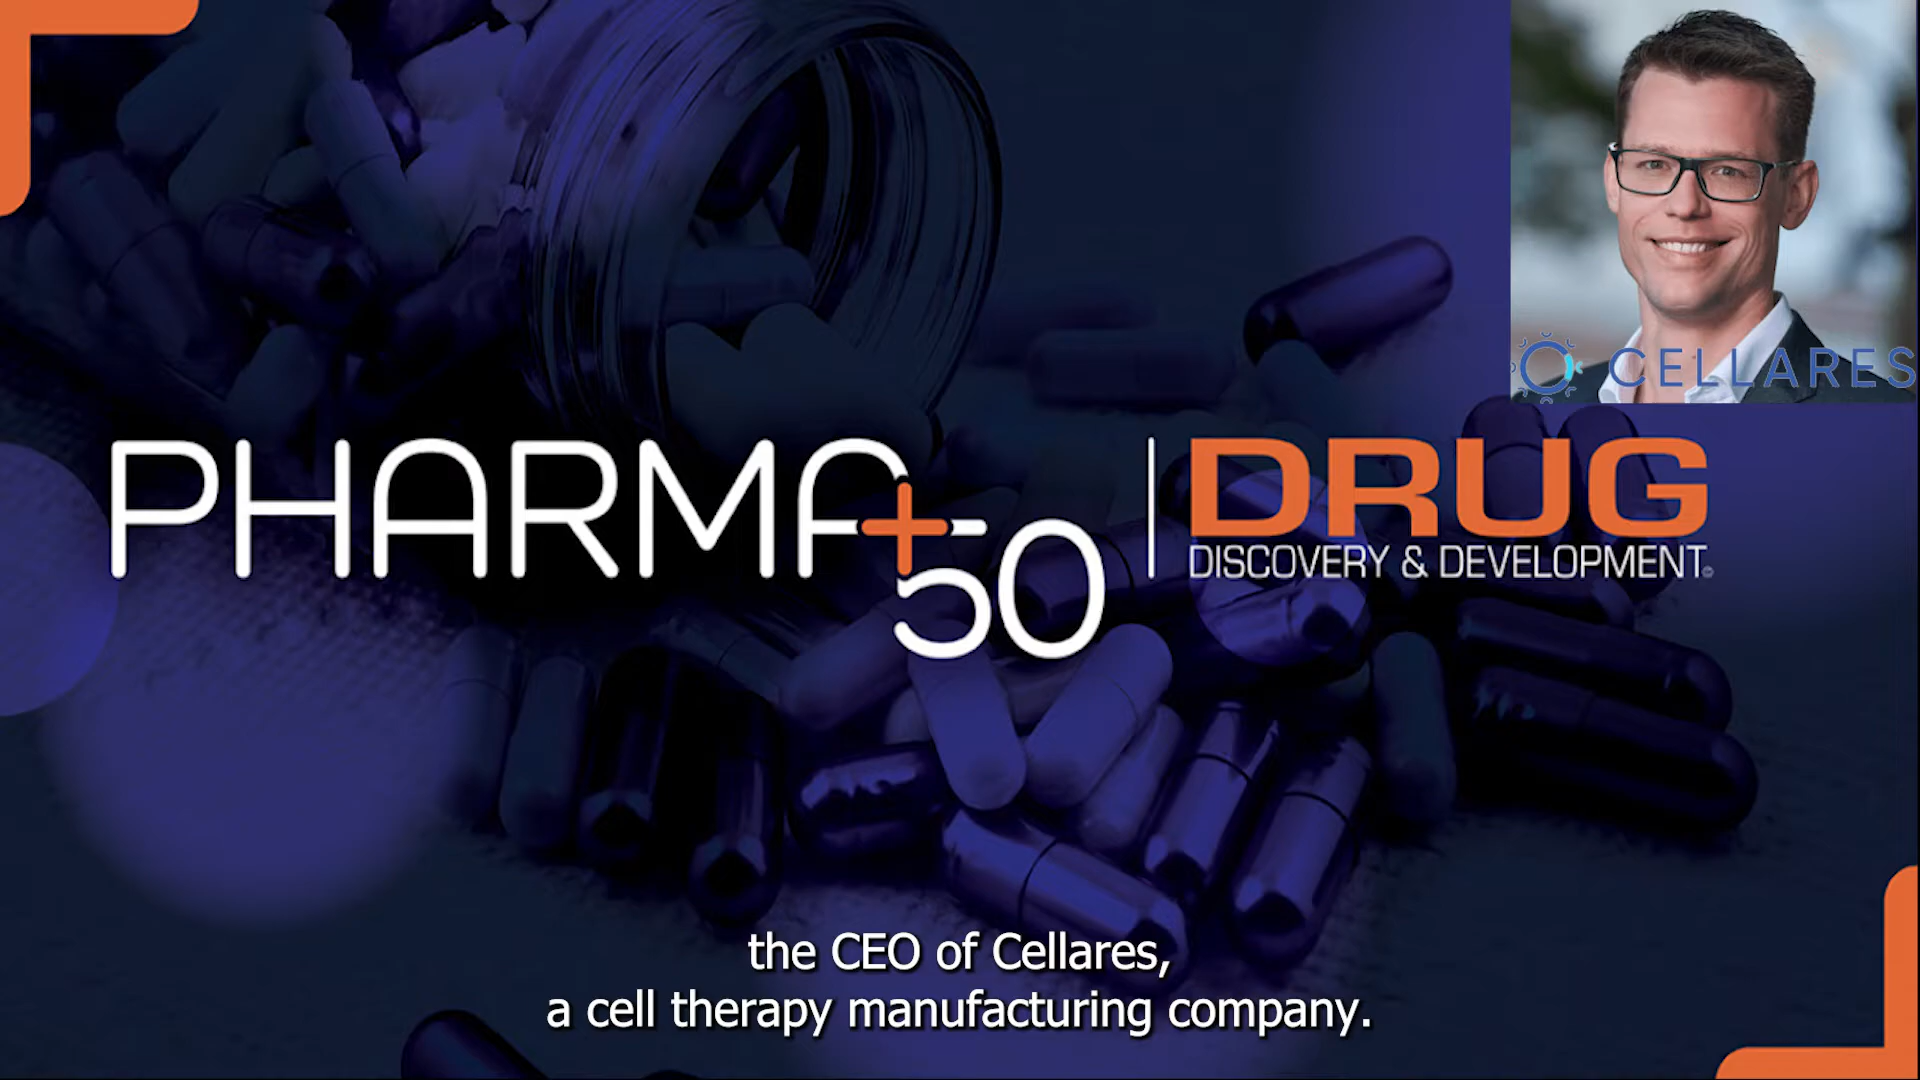 CELLARES
PHARMA+50
DRUG
DISCOVERY & DEVELOPMENT
the CEO of Cellares,
a cell therapy manufacturing company.